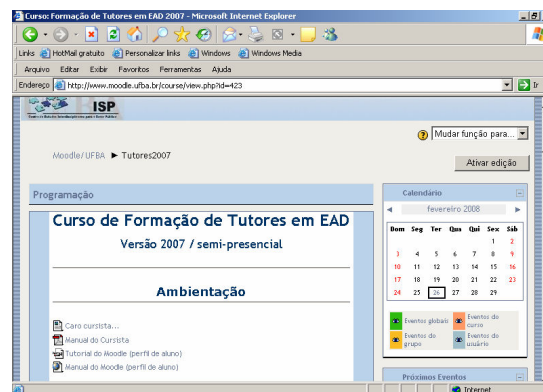 Curso: Formação de Tutores em EAD 2007 - Microsoft Internet Explorer
Links HotMail gratuito Personalizar links Windows Windows Media
Arquivo Editar Exibir Favoritos Ferramentas Ajuda
Endereço http://www.moodle.ufba.br/course/view.php?id=423 Ir
ISP
Mudar função para...
Moodle/UFBA ► Tutores2007
Ativar edição
Programação
Curso de Formação de Tutores em EAD
Versão 2007 / semi-presencial
Ambientação
Caro cursista...
Manual do Cursista
Tutorial do Moodle (perfil de aluno)
Manual do Moodle (perfil de aluno)
Calendário
◄ fevereiro 2008 ►
Dom Seg Ter Qua Qui Sex Sáb
1 2
3 4 5 6 7 8 9
10 11 12 13 14 15 16
17 18 19 20 21 22 23
24 25 26 27 28 29
Eventos globais
Eventos do curso
Eventos do grupo
Eventos do usuário
Próximos Eventos
Internet